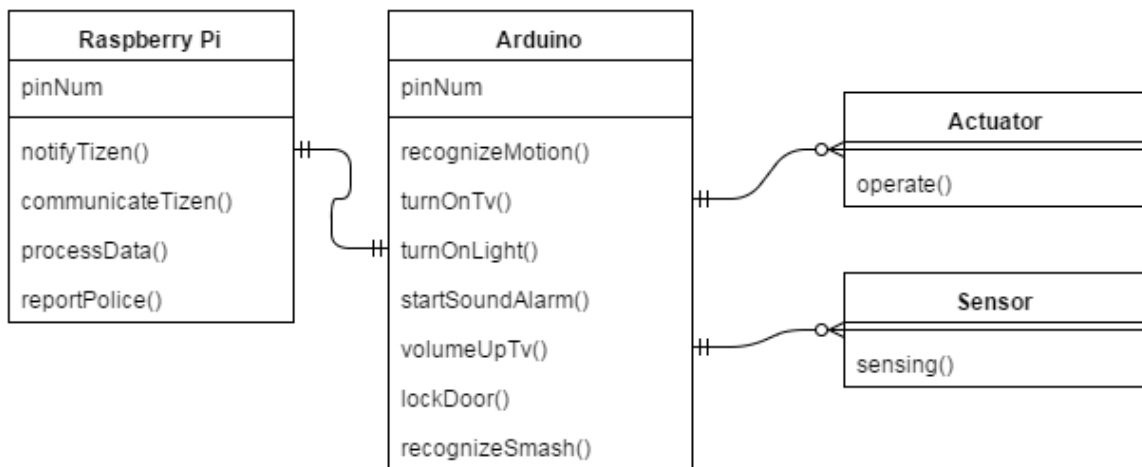 Raspberry Pi
pinNum
notifyTizen()
communicateTizen()
processData()
reportPolice()
Arduino
pinNum
recognizeMotion()
turnOnTv()
turnOnLight()
startSoundAlarm()
volumeUpTv()
lockDoor()
recognizeSmash()
Actuator
operate()
Sensor
sensing()